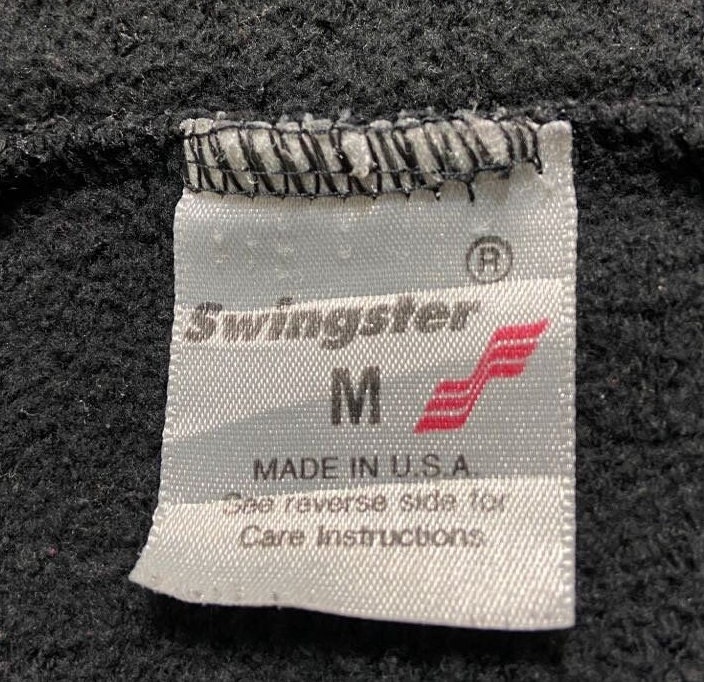 ®
Swingster
M
MADE IN U.S.A.
See reverse side for
Care Instructions